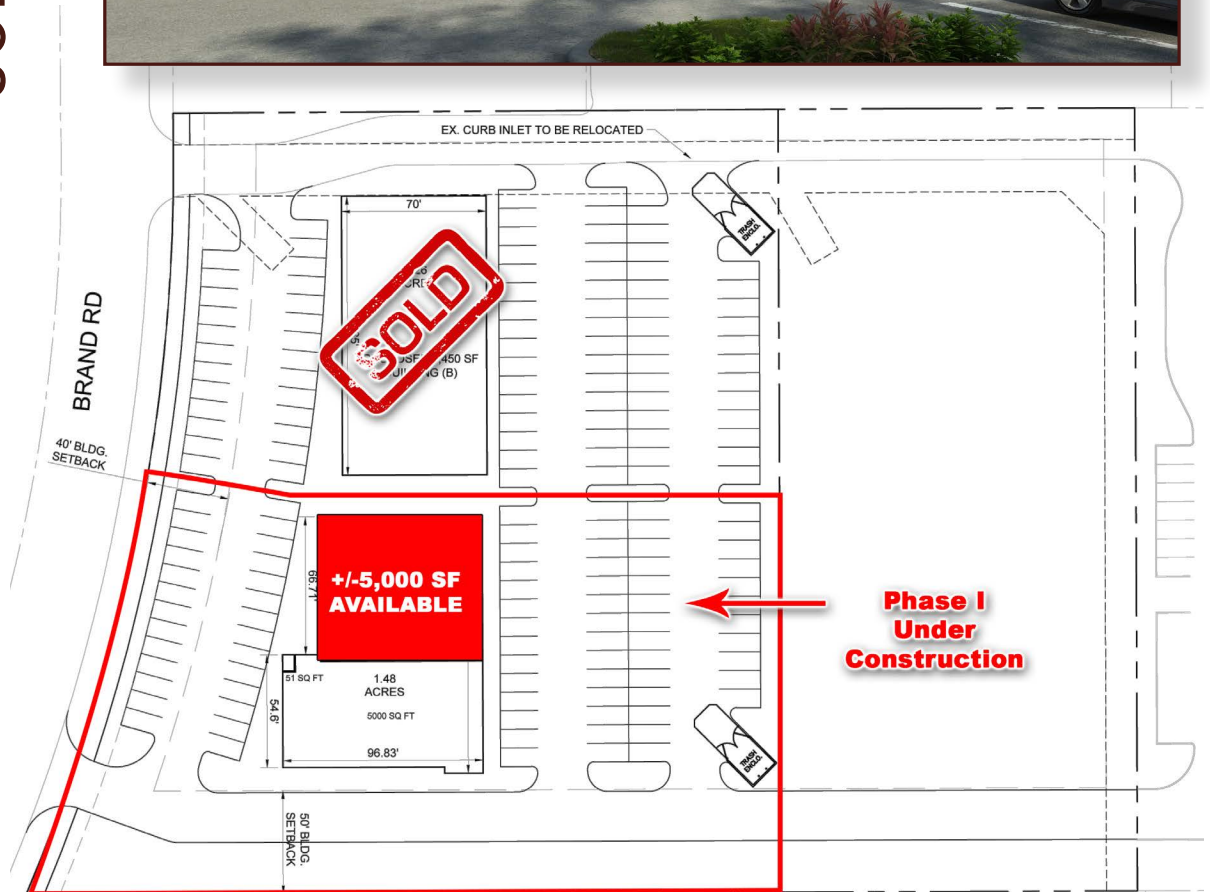 EX. CURB INLET TO BE RELOCATED
70'
TRASH
ENCLO.
SOLD
450 SF
(B)
BRAND RD
40' BLDG.
SETBACK
66.71'
+/-5,000 SF
AVAILABLE
Phase I
Under
Construction
51 SQ FT
1.48
ACRES
5000 SQ FT
54.6'
96.83'
TRASH
ENCLO.
50' BLDG.
SETBACK